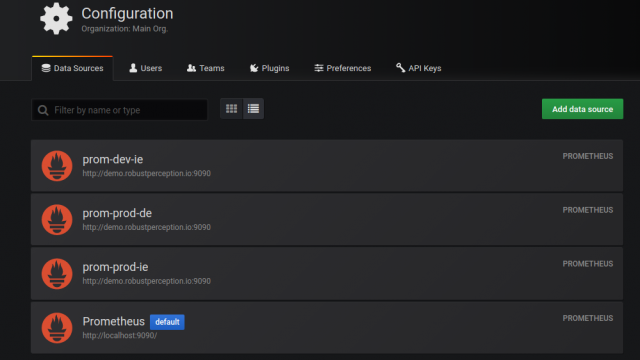 Configuration
Organization: Main Org.
Data Sources Users Teams Plugins Preferences API Keys
Filter by name or type Add data source
prom-dev-ie PROMETHEUS
http://demo.robustperception.io:9090
prom-prod-de PROMETHEUS
http://demo.robustperception.io:9090
prom-prod-ie PROMETHEUS
http://demo.robustperception.io:9090
Prometheus default PROMETHEUS
http://localhost:9090/